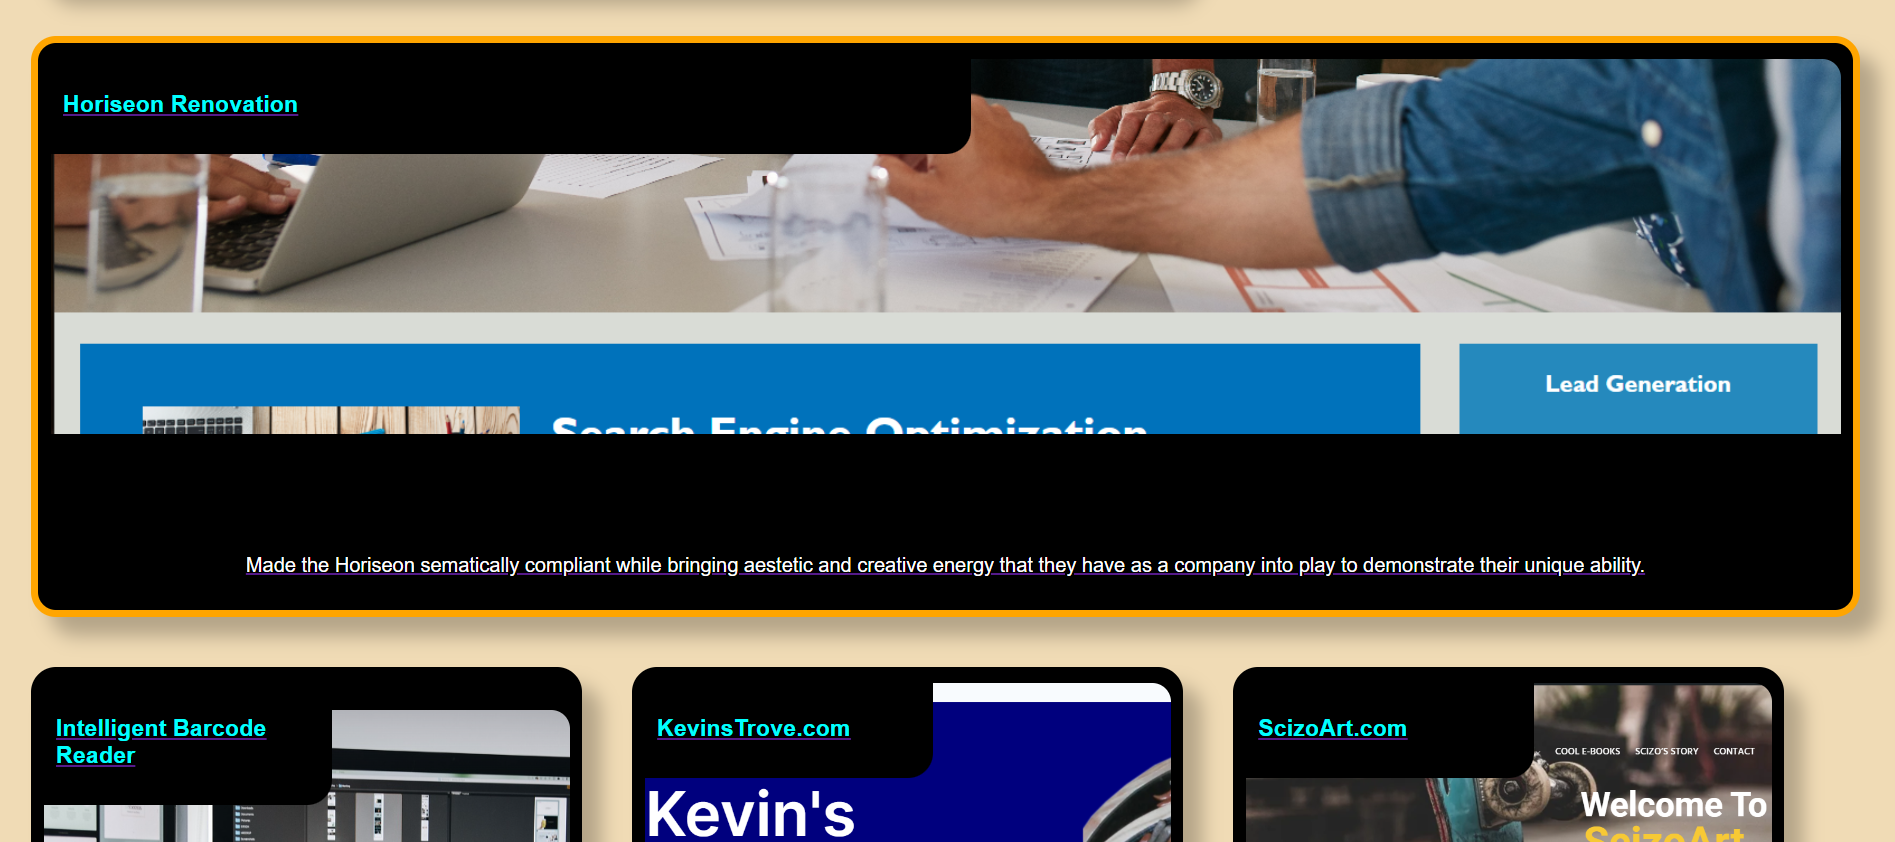 Horiseon Renovation
Lead Generation
Search Engine Optimization
Made the Horiseon sematically compliant while bringing aestetic and creative energy that they have as a company into play to demonstrate their unique ability.
Intelligent Barcode
Reader
KevinsTrove.com
Kevin's
ScizoArt.com
COOL E-BOOKS SCIZO'S STORY CONTACT
Welcome To
ScizoArt